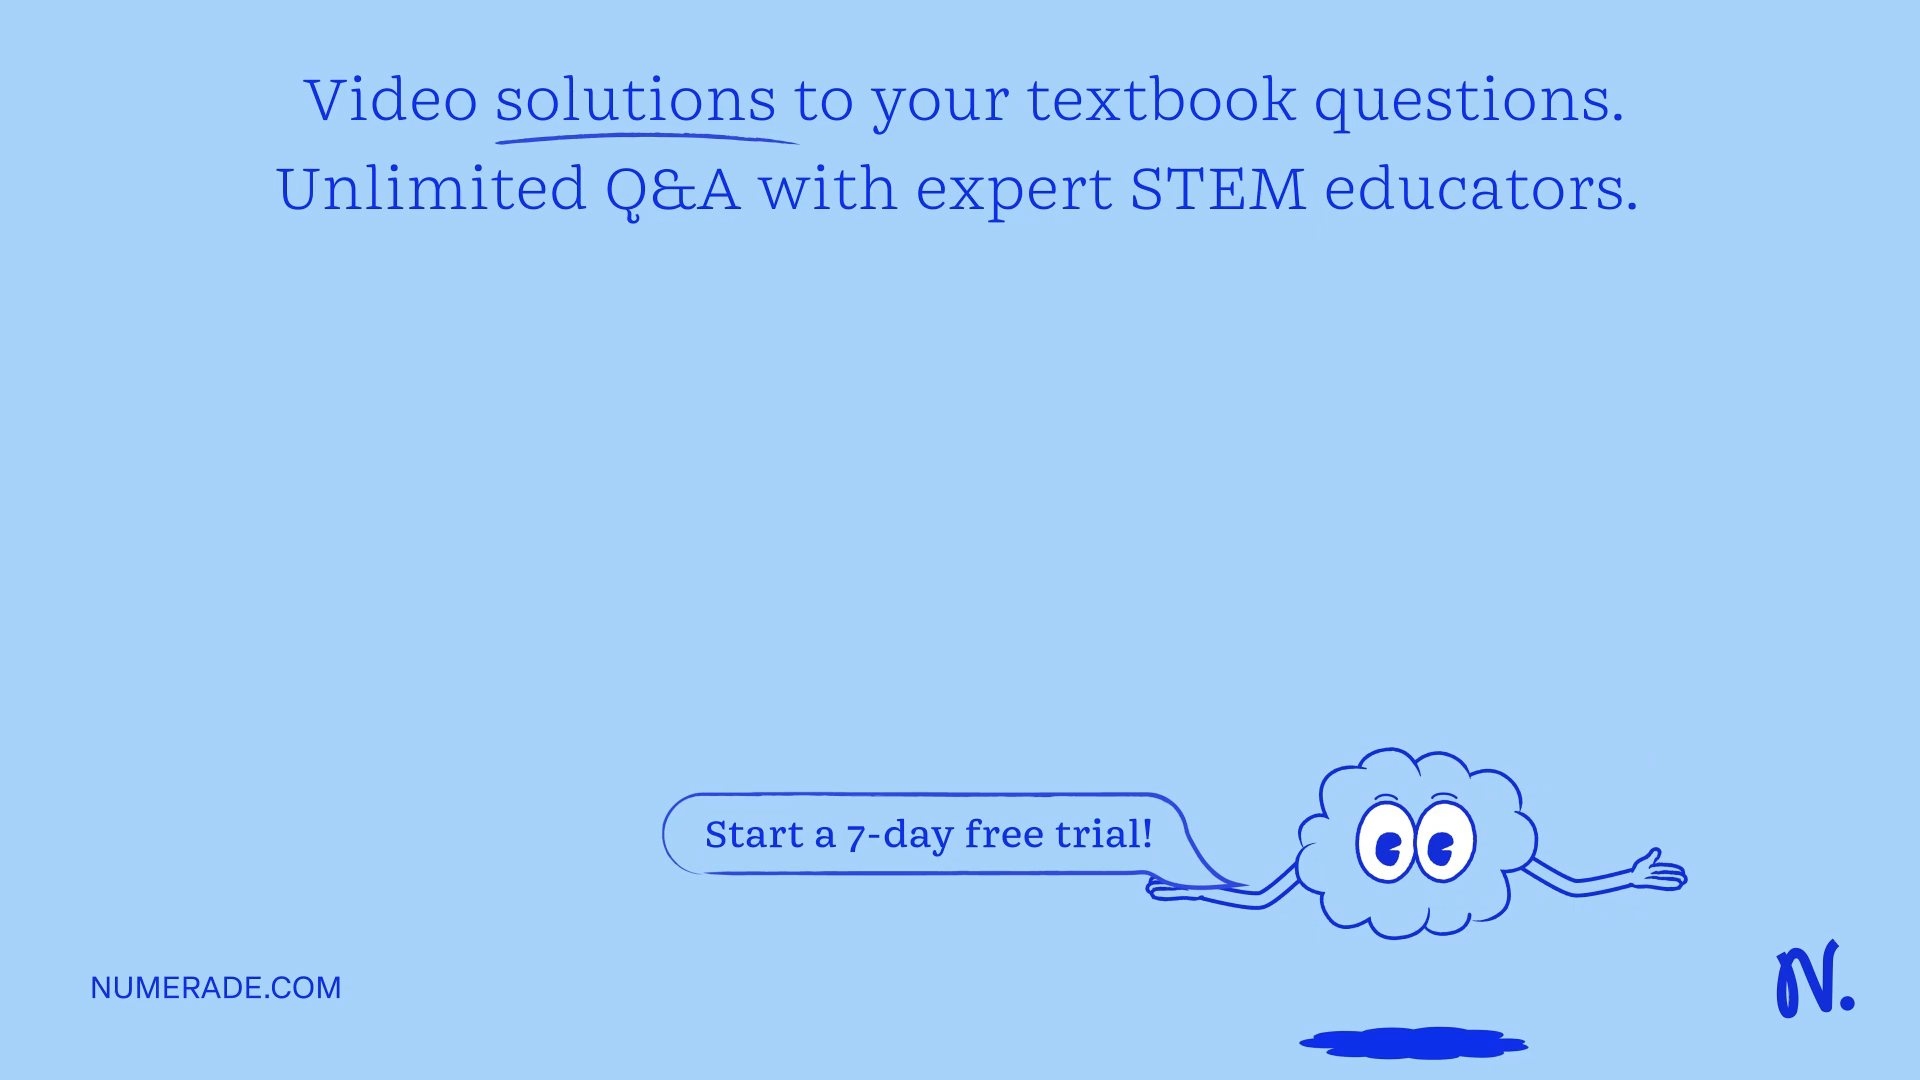 Video solutions to your textbook questions.
Unlimited Q&A with expert STEM educators.
Start a 7-day free trial!
NUMERADE.COM
N.